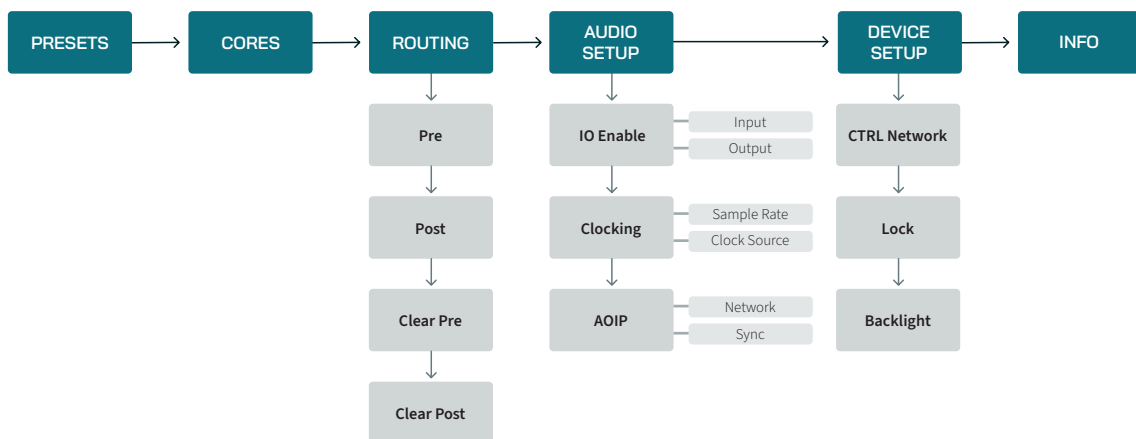 PRESETS
CORES
ROUTING
AUDIO
SETUP
DEVICE
SETUP
INFO
Pre
IO Enable
Input
Output
CTRL Network
Post
Clocking
Sample Rate
Clock Source
Lock
Clear Pre
AOIP
Network
Sync
Backlight
Clear Post